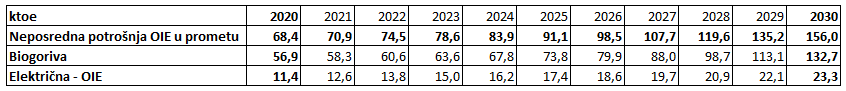 ktoe 2020 2021 2022 2023 2024 2025 2026 2027 2028 2029 2030
Neposredna potrošnja OIE u prometu 68,4 70,9 74,5 78,6 83,9 91,1 98,5 107,7 119,6 135,2 156,0
Biogoriva 56,9 58,3 60,6 63,6 67,8 73,8 79,9 88,0 98,7 113,1 132,7
Električna - OIE 11,4 12,6 13,8 15,0 16,2 17,4 18,6 19,7 20,9 22,1 23,3